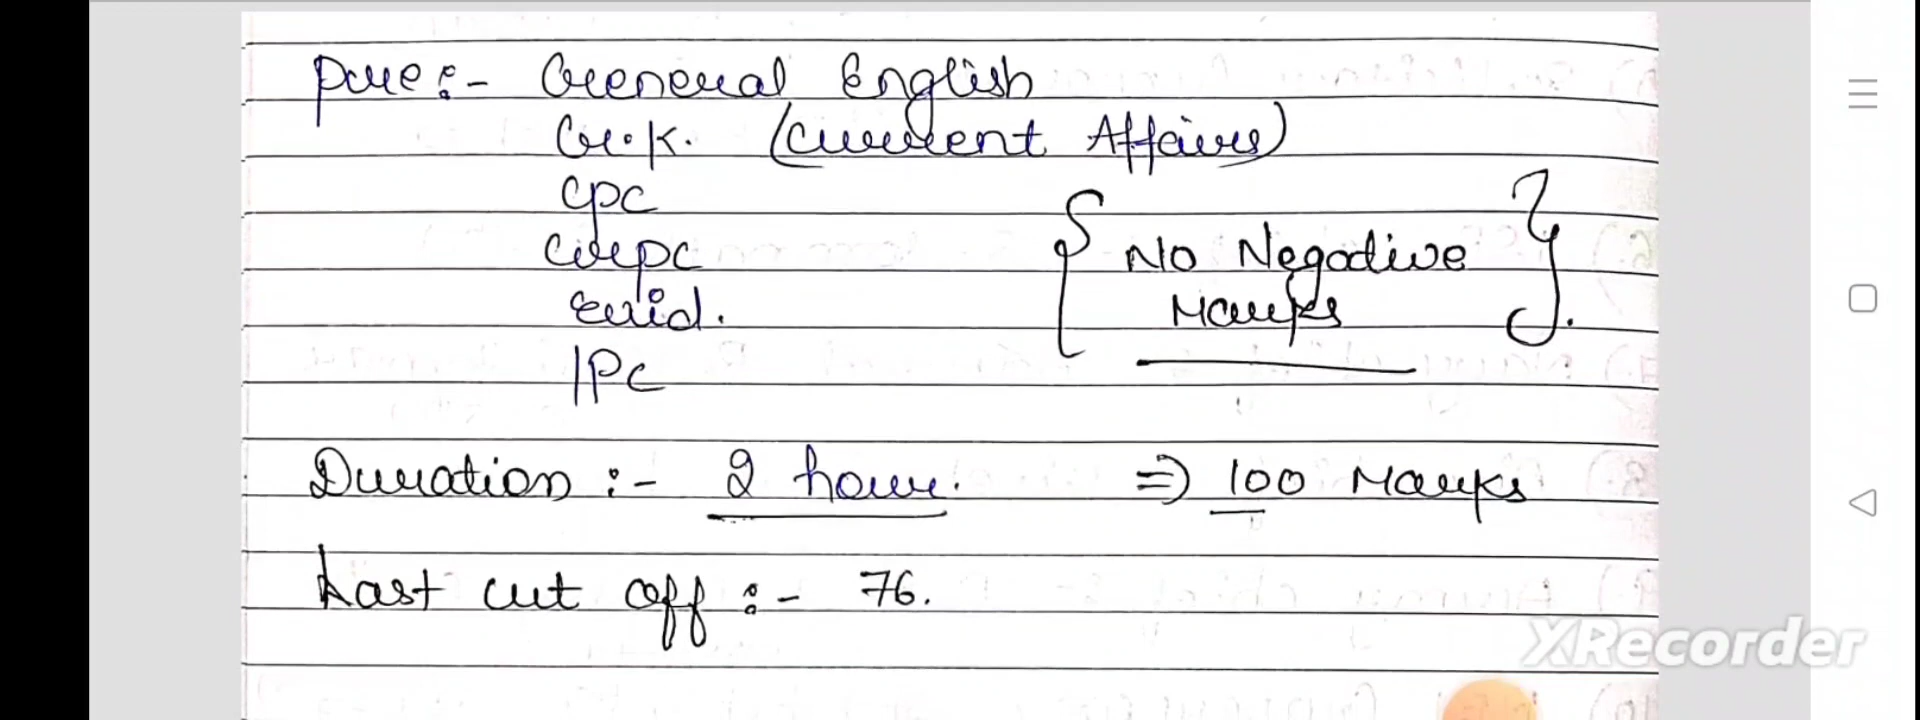 Pre:- General English
G.K. (Current Affairs)
CPC
CrPC
Evid.
IPC
{ No Negative Marks }.
Duration :- 2 hour. => 100 Marks
Last cut off :- 76.
XRecorder